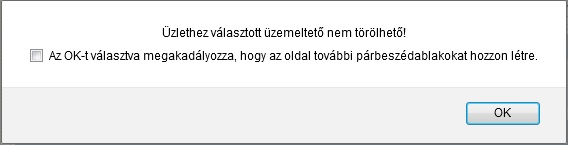 Üzlethez választott üzemeltető nem törölhető!
Az OK-t választva megakadályozza, hogy az oldal további párbeszédablakokat hozzon létre.
OK